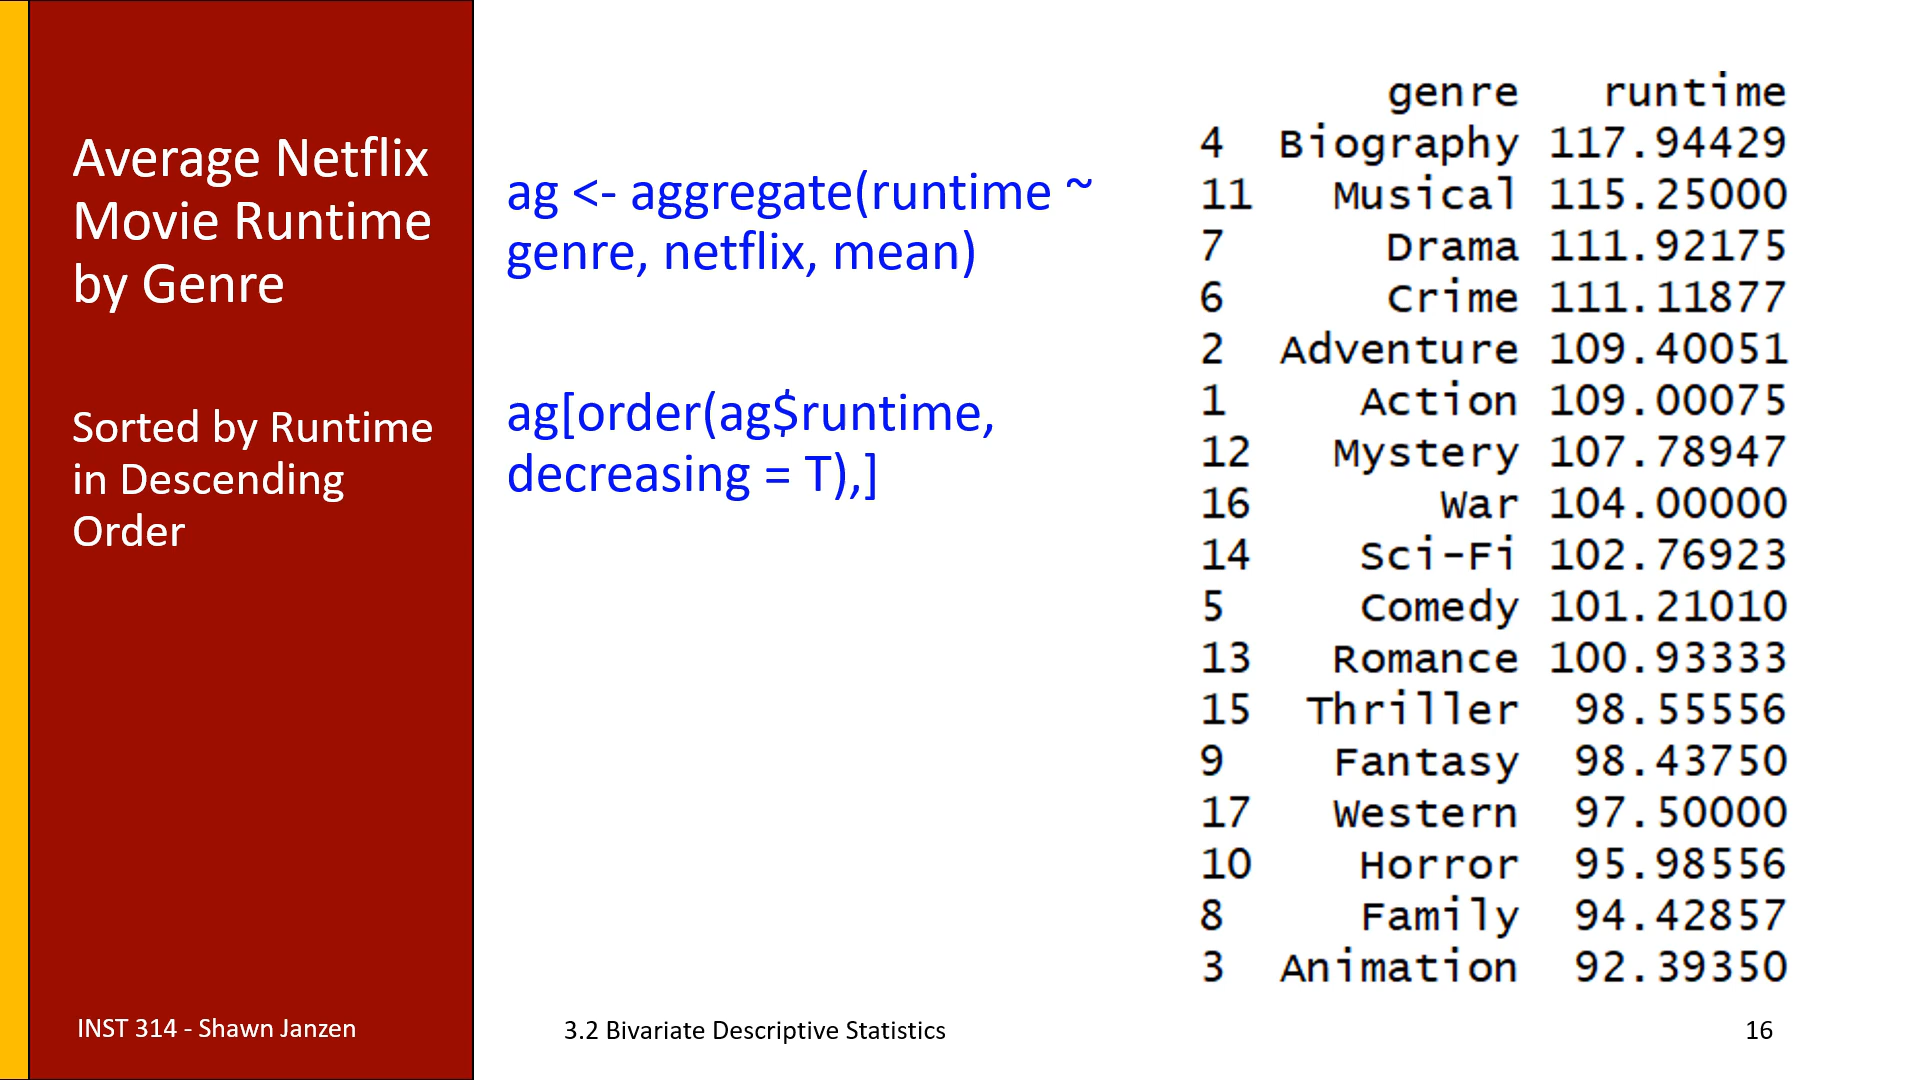 Average Netflix
Movie Runtime
by Genre
Sorted by Runtime
in Descending
Order
ag <- aggregate(runtime ~
genre, netflix, mean)
ag[order(ag$runtime,
decreasing = T),]
genre runtime
4 Biography 117.94429
11 Musical 115.25000
7 Drama 111.92175
6 Crime 111.11877
2 Adventure 109.40051
1 Action 109.00075
12 Mystery 107.78947
16 War 104.00000
14 Sci-Fi 102.76923
5 Comedy 101.21010
13 Romance 100.93333
15 Thriller 98.55556
9 Fantasy 98.43750
17 Western 97.50000
10 Horror 95.98556
8 Family 94.42857
3 Animation 92.39350
INST 314 - Shawn Janzen
3.2 Bivariate Descriptive Statistics
16